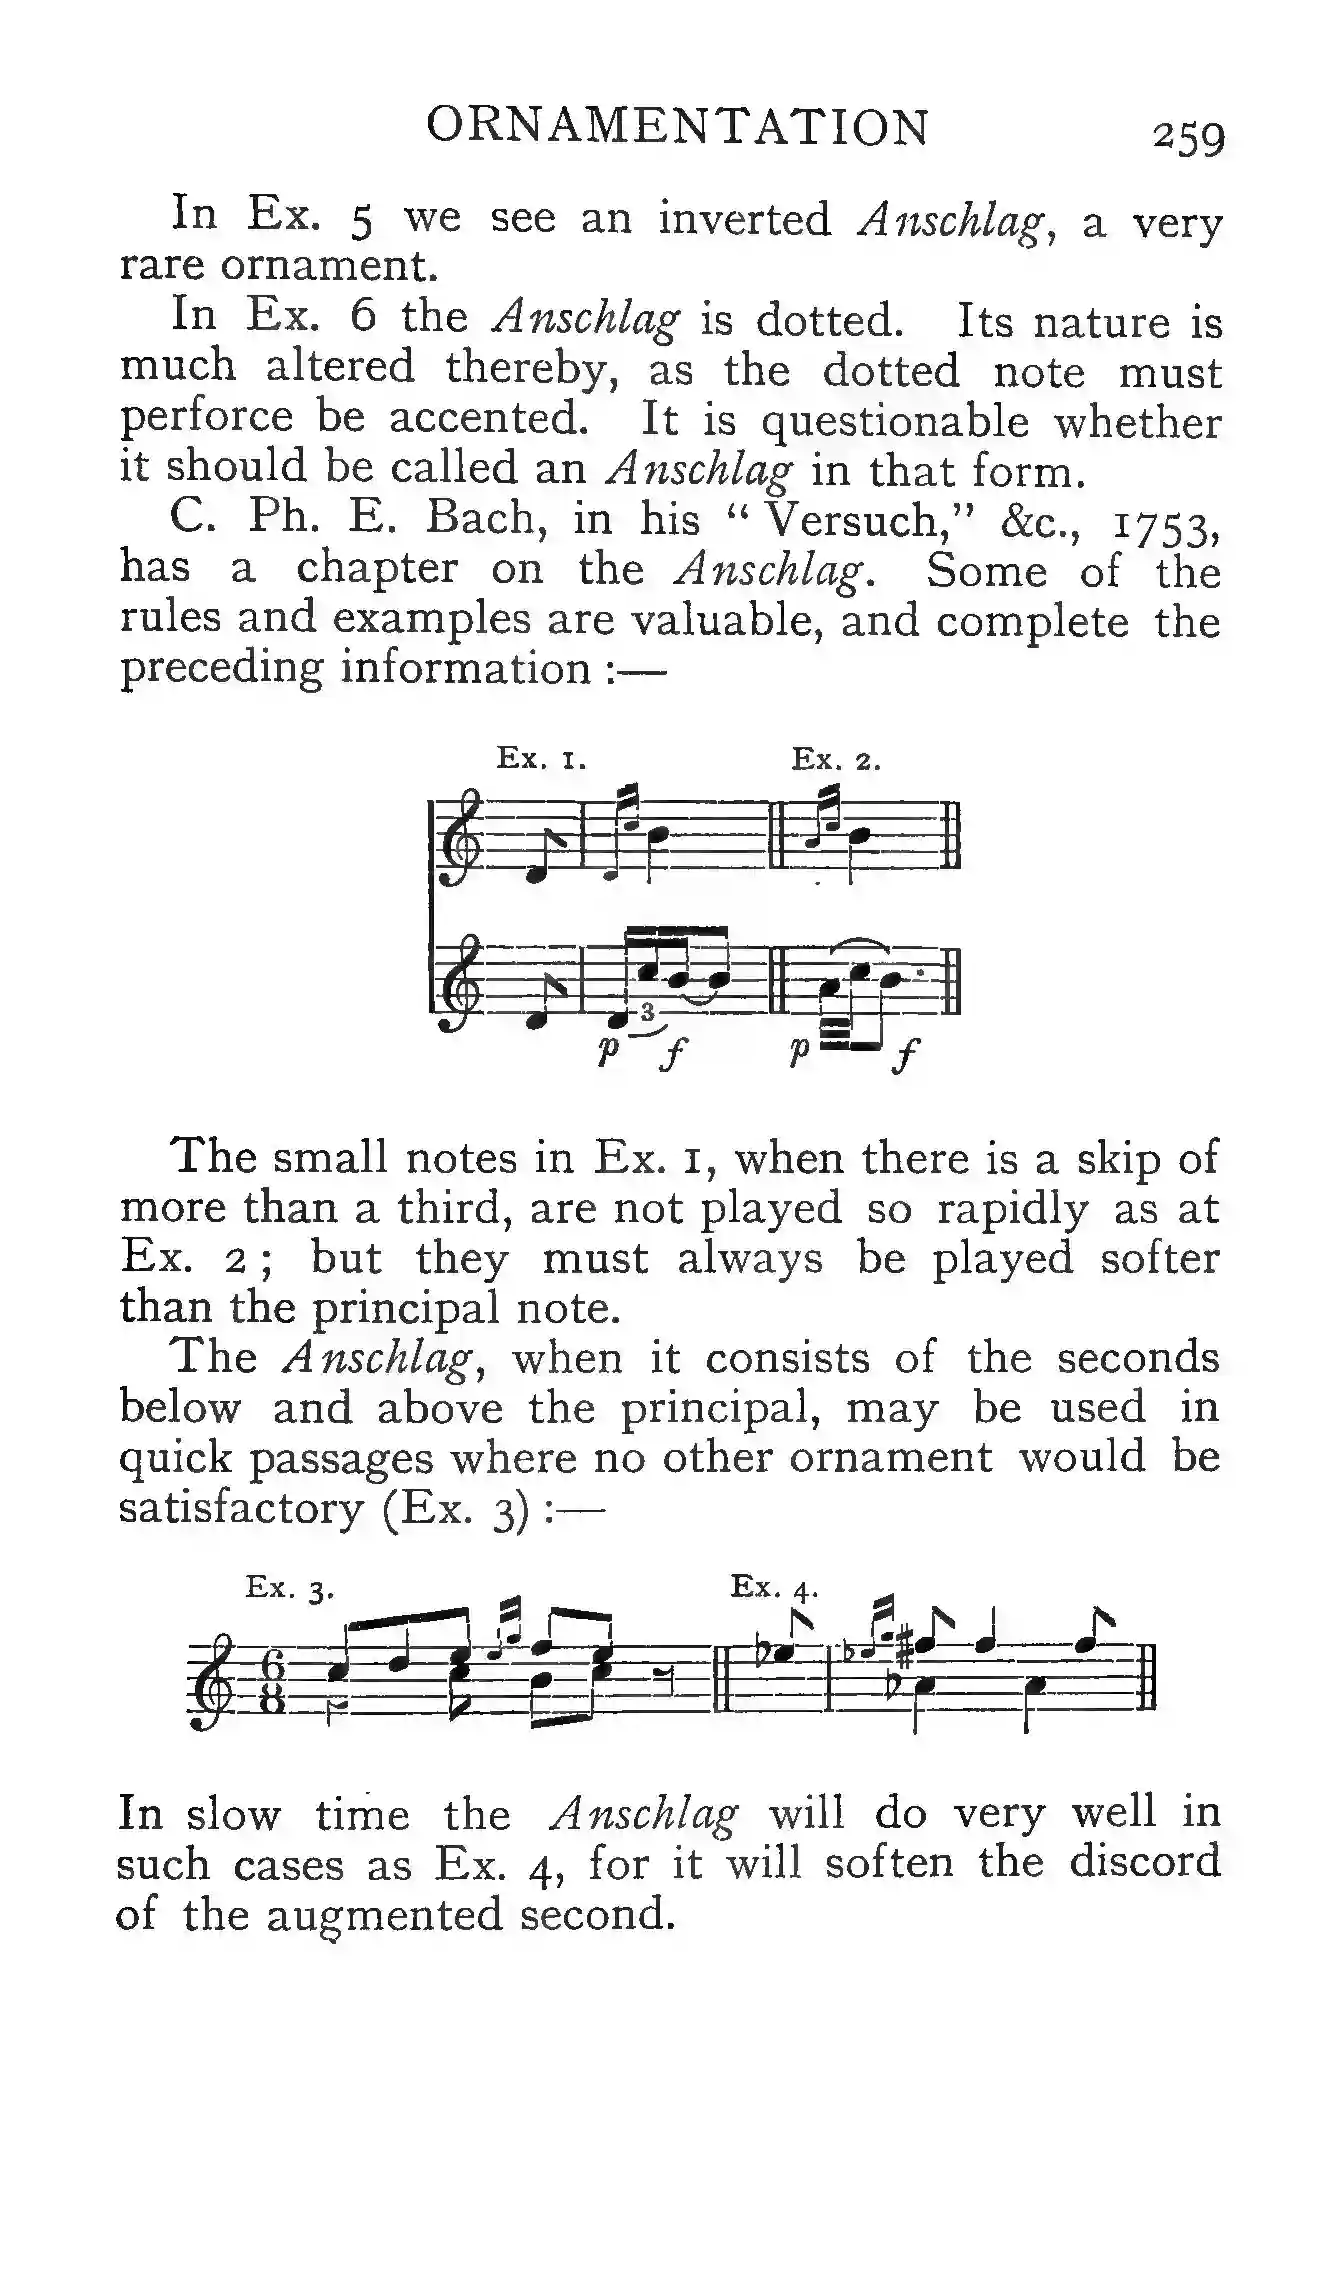 ORNAMENTATION 259
In Ex. 5 we see an inverted Anschlag, a very
rare ornament.
In Ex. 6 the Anschlag is dotted. Its nature is
much altered thereby, as the dotted note must
perforce be accented. It is questionable whether
it should be called an Anschlag in that form.
C. Ph. E. Bach, in his “ Versuch,” &c., 1753,
has a chapter on the Anschlag. Some of the
rules and examples are valuable, and complete the
preceding information :—
Ex. 1. Ex. 2.
3
p f p f
The small notes in Ex. 1, when there is a skip of
more than a third, are not played so rapidly as at
Ex. 2 ; but they must always be played softer
than the principal note.
The Anschlag, when it consists of the seconds
below and above the principal, may be used in
quick passages where no other ornament would be
satisfactory (Ex. 3) :—
Ex. 3. Ex. 4.
6
8
In slow time the Anschlag will do very well in
such cases as Ex. 4, for it will soften the discord
of the augmented second.